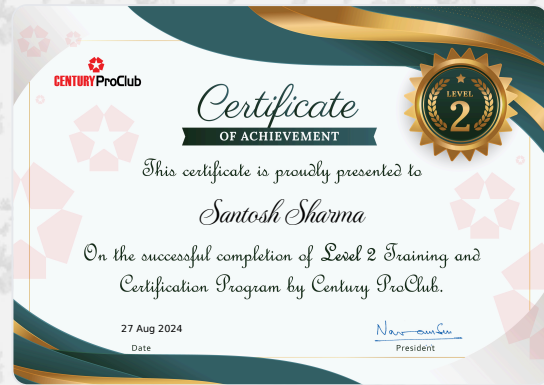 CENTURY ProClub
Certificate
OF ACHIEVEMENT
LEVEL
2
This certificate is proudly presented to
Santosh Sharma
On the successful completion of Level 2 Training and
Certification Program by Century ProClub.
27 Aug 2024
Date
President